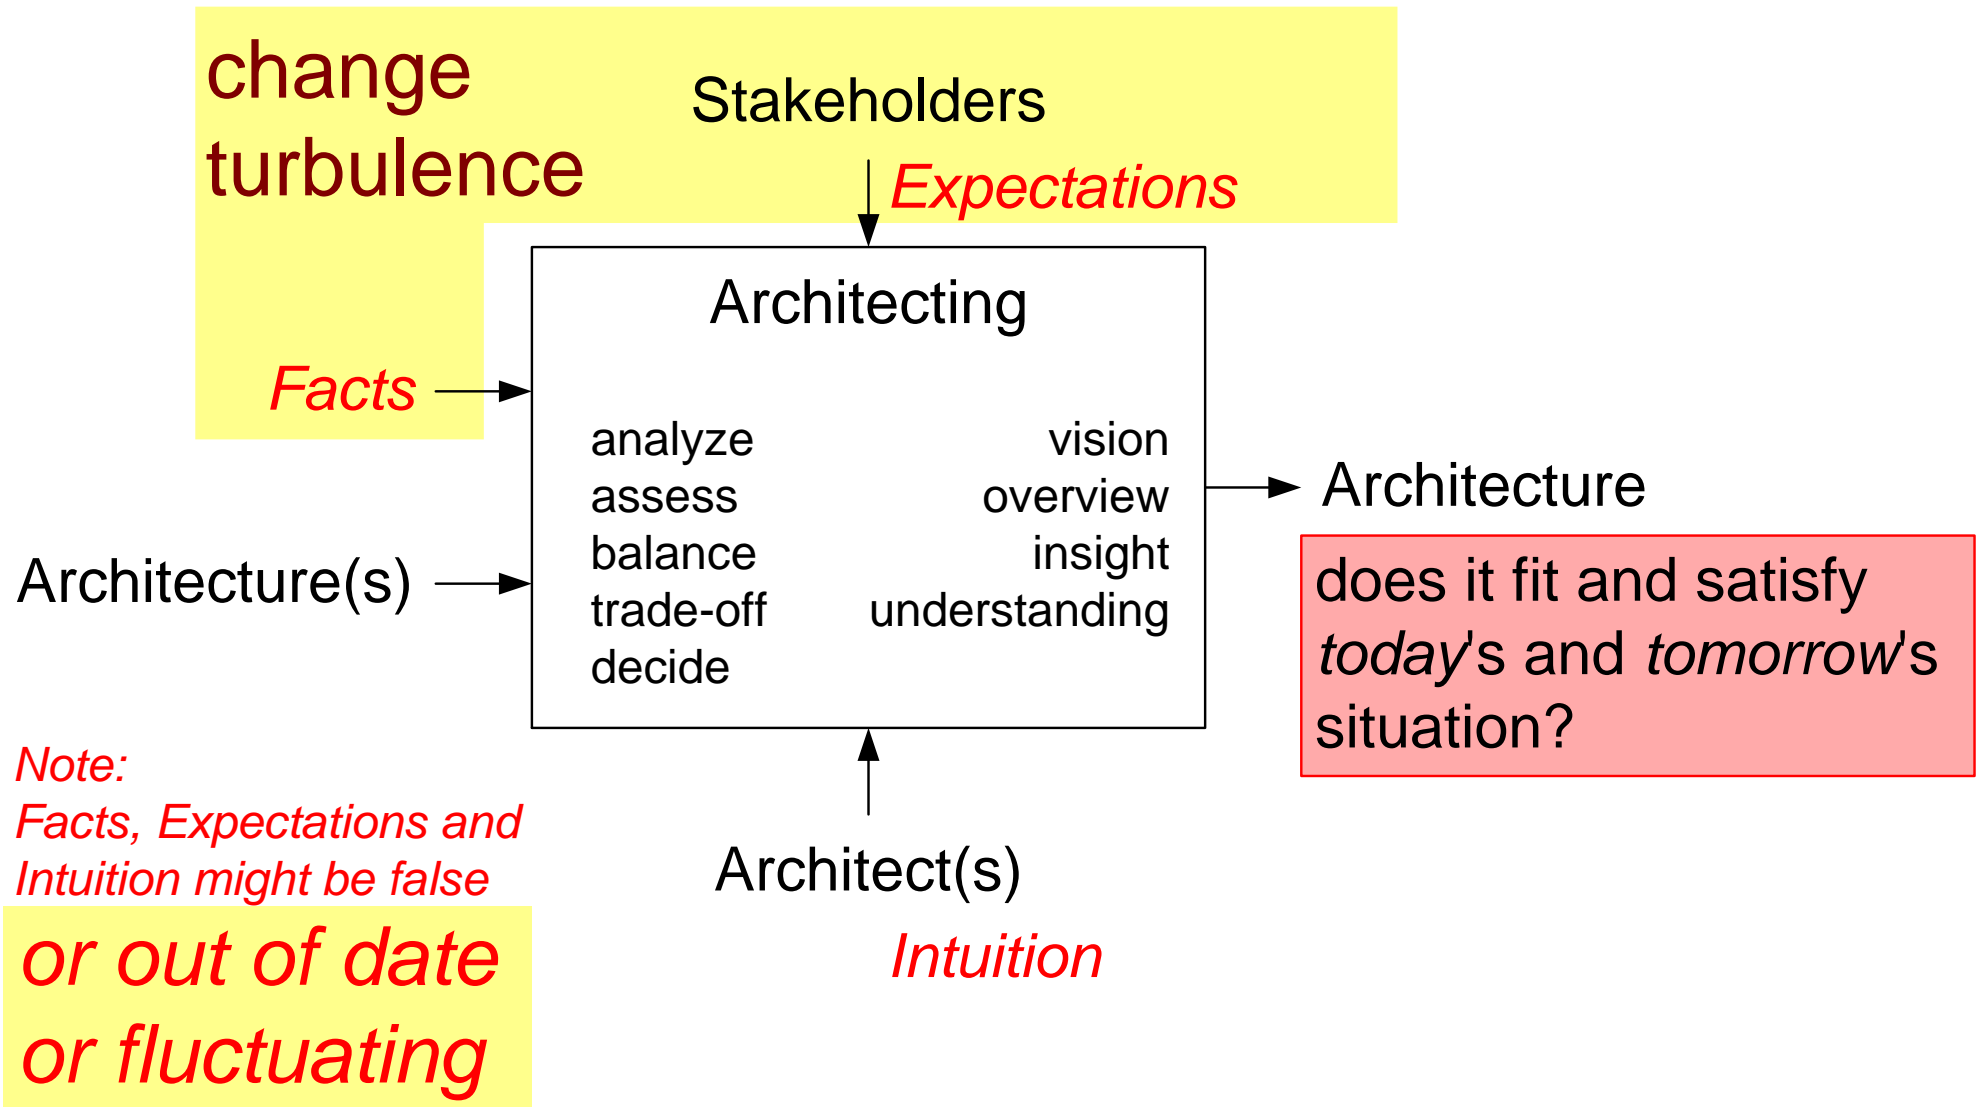 change
turbulence
Stakeholders
Expectations
Architecting
Facts
analyze
assess
balance
trade-off
decide
vision
overview
insight
understanding
Architecture(s)
Architecture
does it fit and satisfy
today's and tomorrow's
situation?
Note:
Facts, Expectations and
Intuition might be false
or out of date
or fluctuating
Architect(s)
Intuition